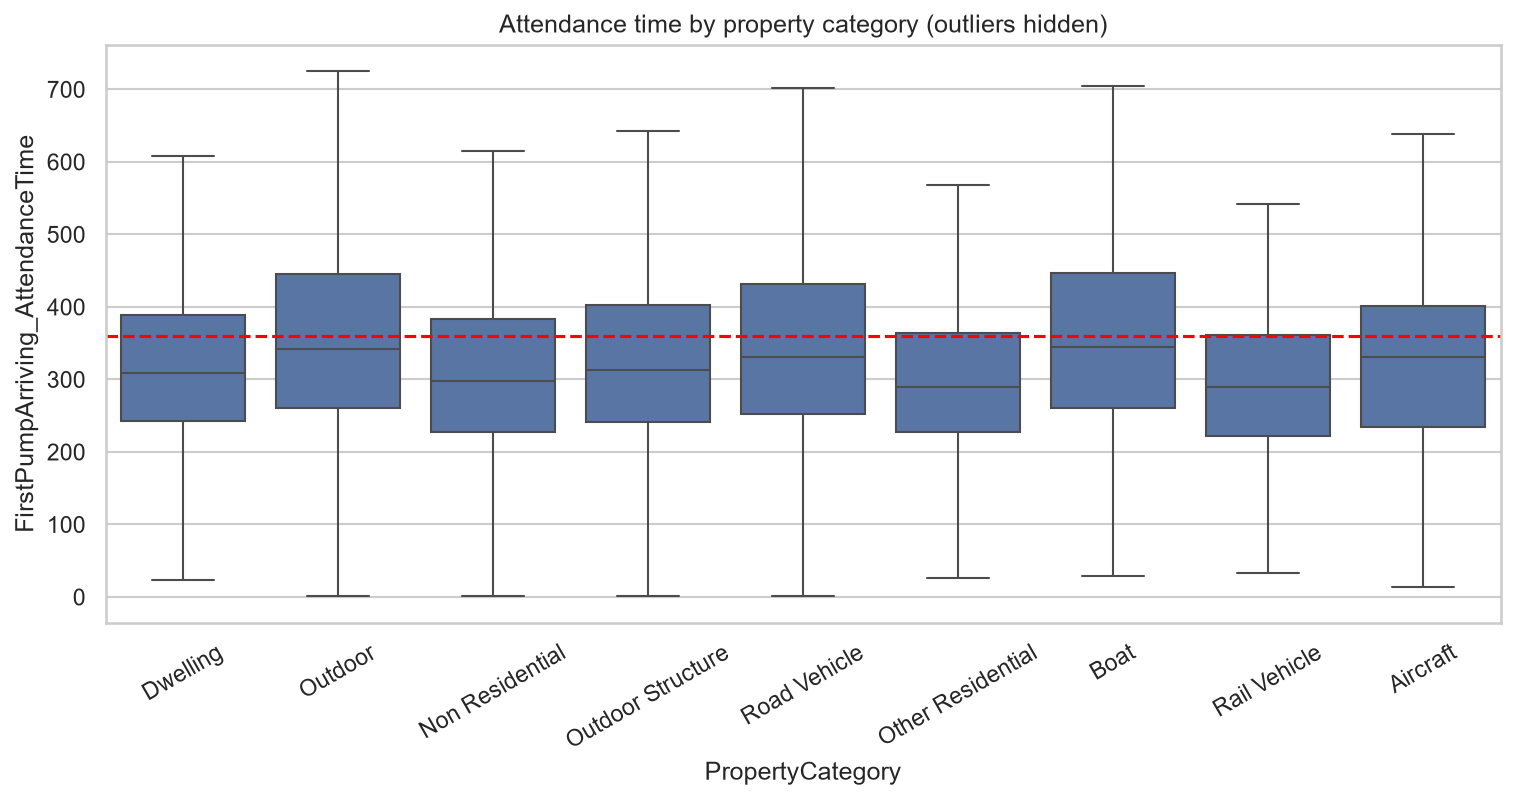 Attendance time by property category (outliers hidden)
FirstPumpArriving_AttendanceTime
700
600
500
400
300
200
100
0
Dwelling
Outdoor
Non Residential
Outdoor Structure
Road Vehicle
Other Residential
Boat
Rail Vehicle
Aircraft
PropertyCategory